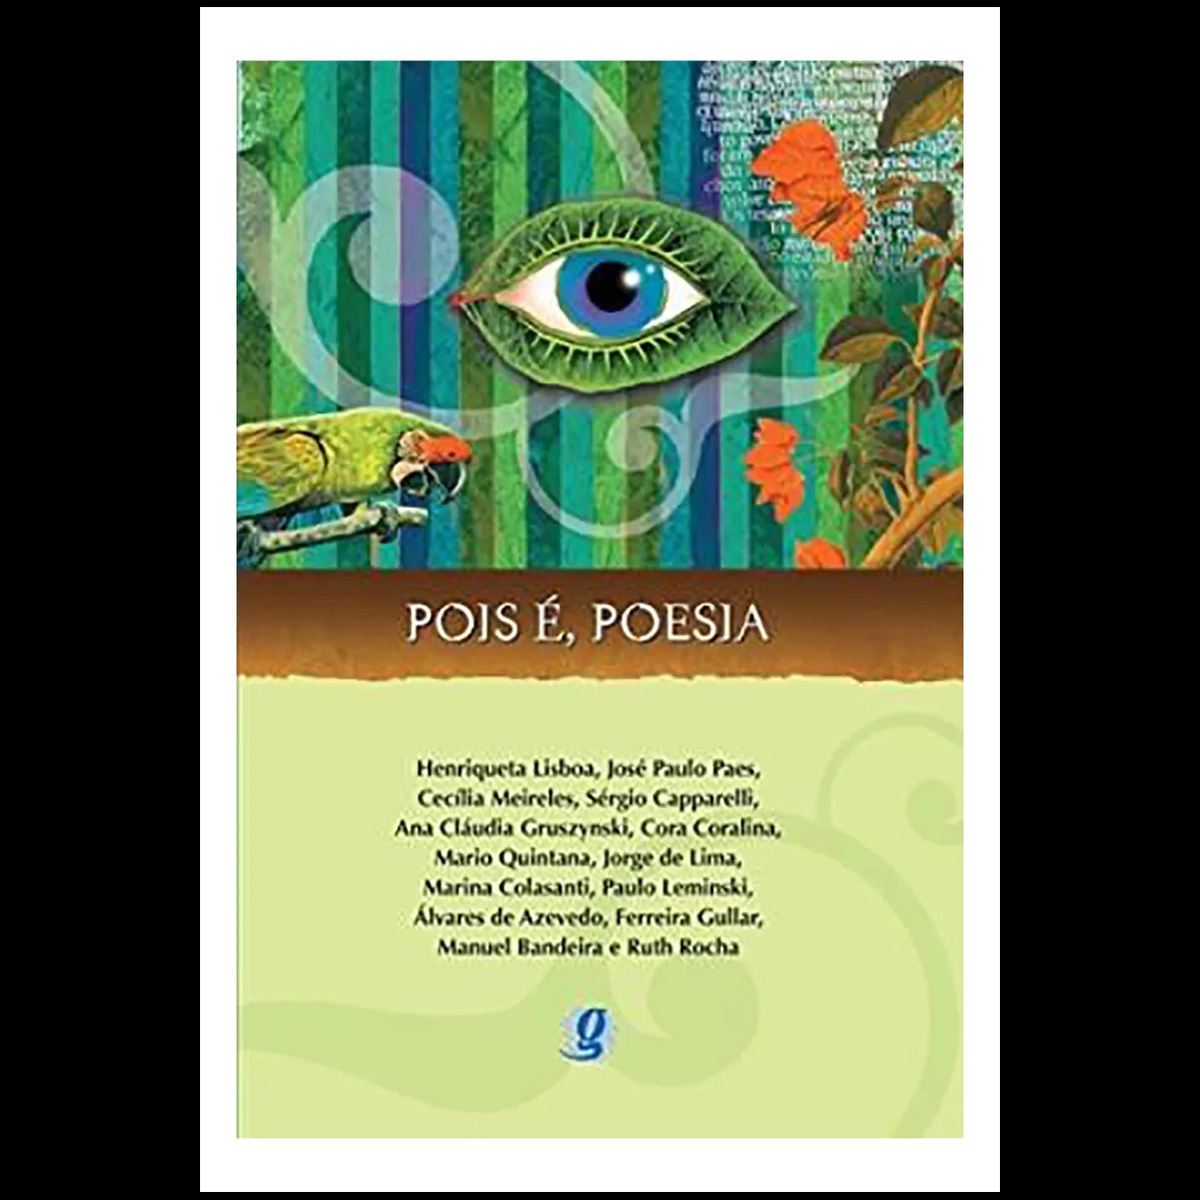 POIS É, POESIA
Henriqueta Lisboa, José Paulo Paes,
Cecília Meireles, Sérgio Capparelli,
Ana Cláudia Gruszynski, Cora Coralina,
Mario Quintana, Jorge de Lima,
Marina Colasanti, Paulo Leminski,
Álvares de Azevedo, Ferreira Gullar,
Manuel Bandeira e Ruth Rocha
g